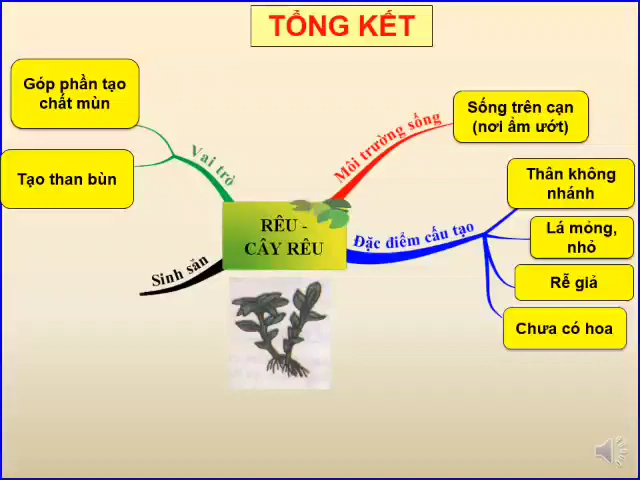 TỔNG KẾT
Góp phần tạo
chất mùn
Tạo than bùn
Vai trò
Môi trường sống
Sống trên cạn
(nơi ẩm ướt)
RÊU -
CÂY RÊU
Đặc điểm cấu tạo
Thân không
nhánh
Lá mỏng,
nhỏ
Rễ giả
Chưa có hoa
Sinh sản